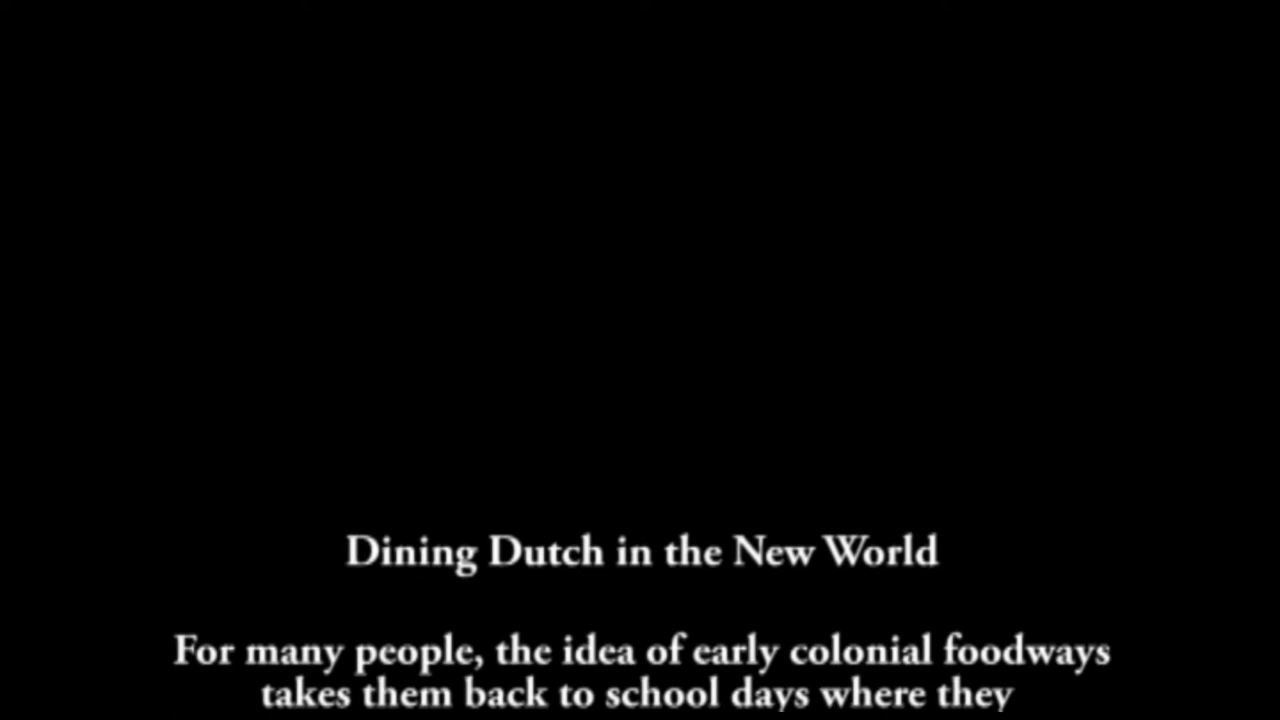 Dining Dutch in the New World
For many people, the idea of early colonial foodways
takes them back to school days where they